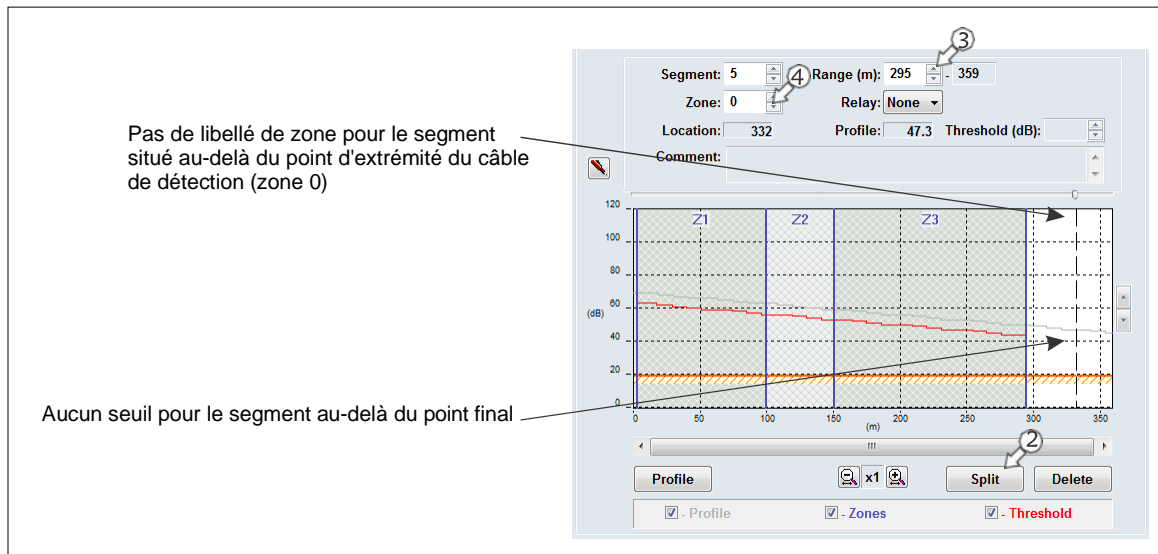 3
Segment: 5 Range (m): 295 - 359
4
Zone: 0 Relay: None
Location: 332 Profile: 47.3 Threshold (dB):
Comment:
Pas de libellé de zone pour le segment
situé au-delà du point d'extrémité du câble
de détection (zone 0)
120
Z1 Z2 Z3
100
80
60
(dB)
40
20
0
0 50 100 150 200 250 300 350
(m)
Aucun seuil pour le segment au-delà du point final
2
Profile x1 Split Delete
- Profile - Zones - Threshold